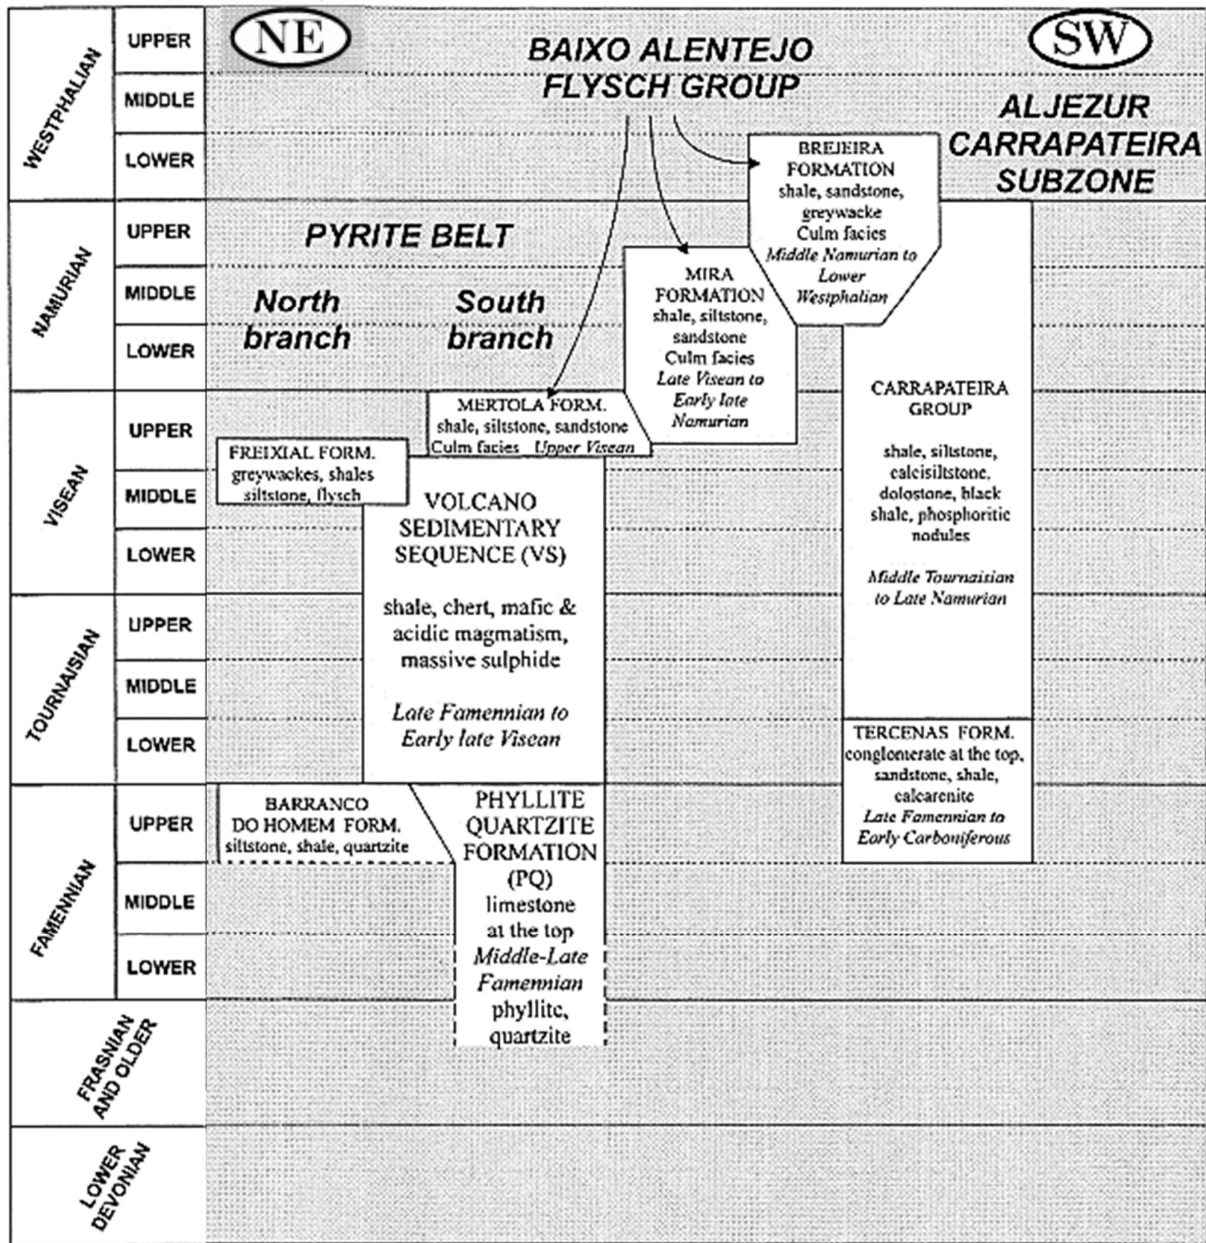 NE
SW
BAIXO ALENTEJO
FLYSCH GROUP
ALJEZUR
CARRAPATEIRA
SUBZONE
PYRITE BELT
North
branch
South
branch
WESTPHALIAN
UPPER
MIDDLE
LOWER
NAMURIAN
UPPER
MIDDLE
LOWER
VISEAN
UPPER
MIDDLE
LOWER
TOURNAISIAN
UPPER
MIDDLE
LOWER
FAMENNIAN
UPPER
MIDDLE
LOWER
FRASNIAN
AND OLDER
LOWER
DEVONIAN
BREJEIRA
FORMATION
shale, sandstone,
greywacke
Culm facies
Middle Namurian to
Lower
Westphalian
MIRA
FORMATION
shale, siltstone,
sandstone
Culm facies
Late Visean to
Early late
Namurian
MERTOLA FORM.
shale, siltstone, sandstone
Culm facies Upper Visean
FREIXIAL FORM.
greywackes, shales
siltstone, flysch
VOLCANO
SEDIMENTARY
SEQUENCE (VS)
shale, chert, mafic &
acidic magmatism,
massive sulphide
Late Famennian to
Early late Visean
CARRAPATEIRA
GROUP
shale, siltstone,
calcisiltstone,
dolostone, black
shale, phosphoritic
nodules
Middle Tournaisian
to Late Namurian
TERCENAS FORM.
conglomerate at the top,
sandstone, shale,
calcarenite
Late Famennian to
Early Carboniferous
BARRANCO
DO HOMEM FORM.
siltstone, shale, quartzite
PHYLLITE
QUARTZITE
FORMATION
(PQ)
limestone
at the top
Middle-Late
Famennian
phyllite,
quartzite